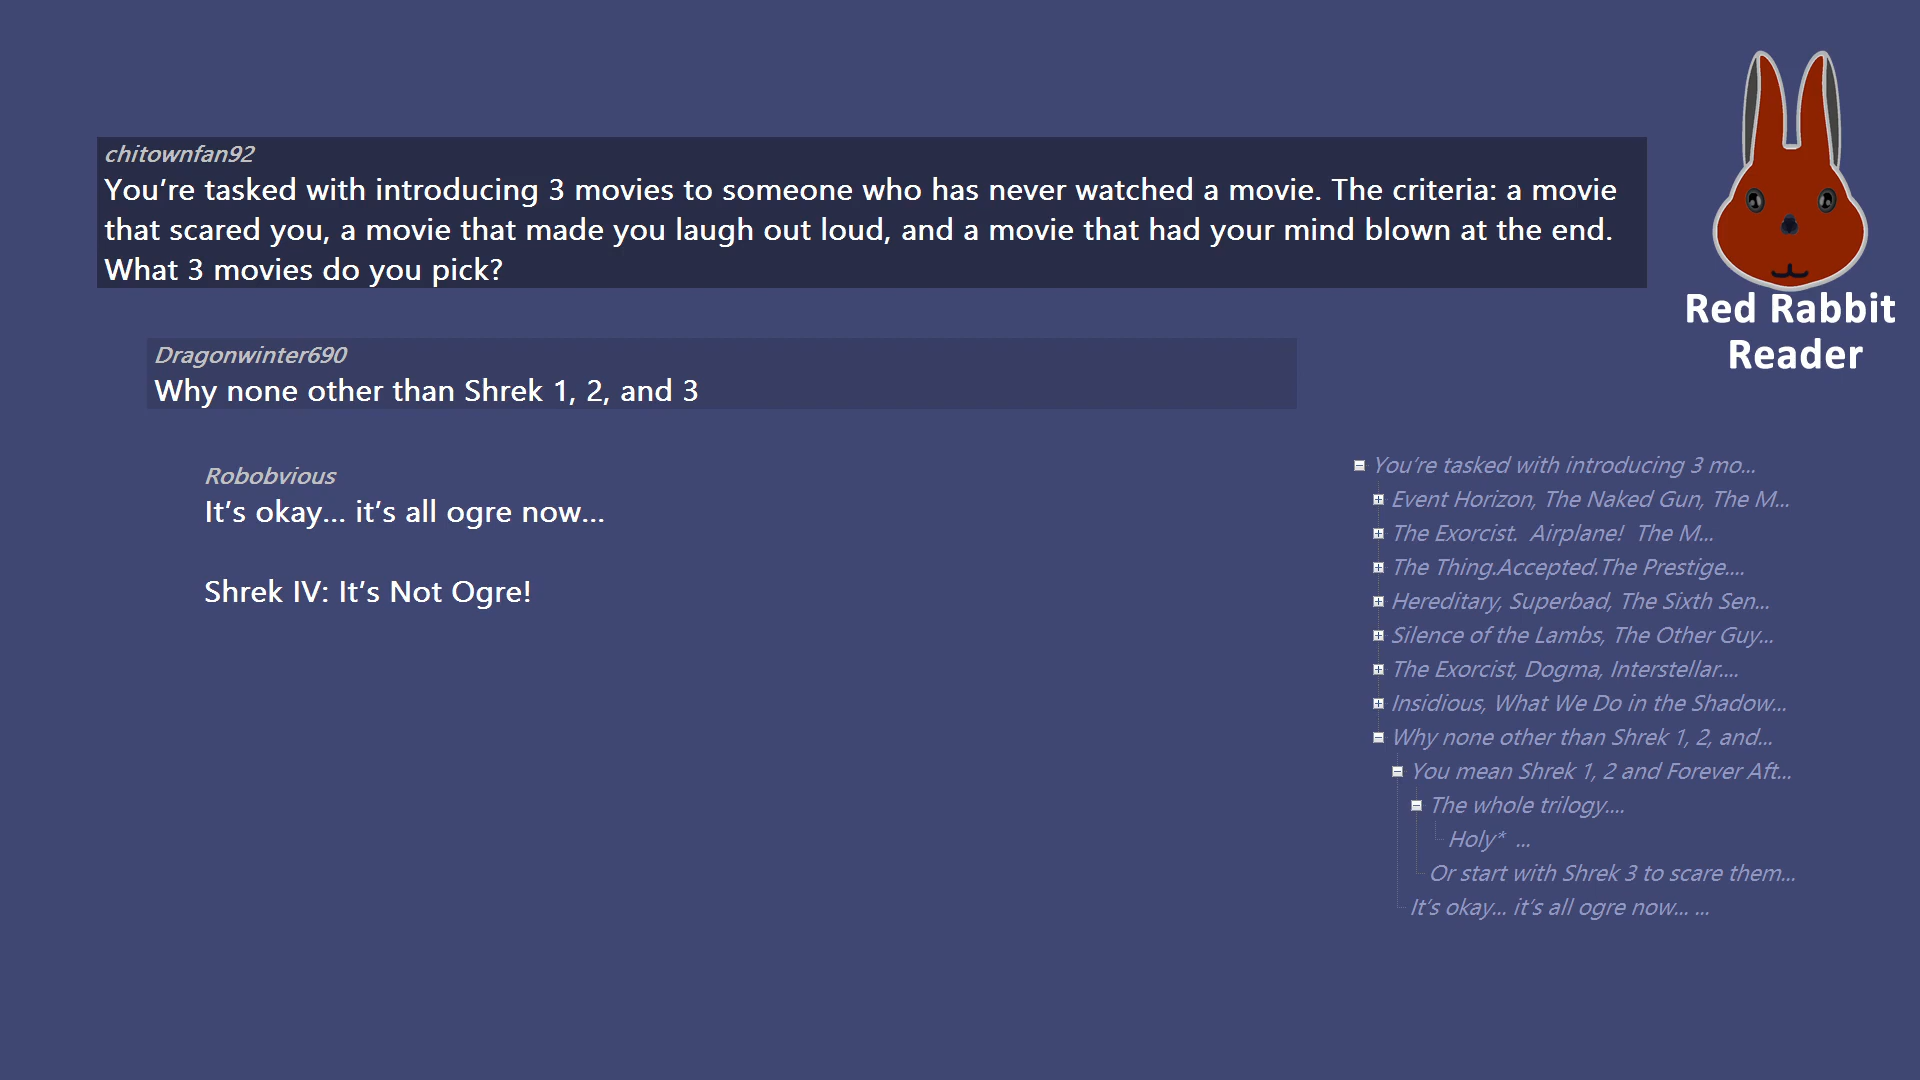 chitownfan92
You're tasked with introducing 3 movies to someone who has never watched a movie. The criteria: a movie
that scared you, a movie that made you laugh out loud, and a movie that had your mind blown at the end.
What 3 movies do you pick?
Red Rabbit
Reader
Dragonwinter690
Why none other than Shrek 1, 2, and 3
Robobvious
It's okay... it's all ogre now...
Shrek IV: It's Not Ogre!
You're tasked with introducing 3 mo...
Event Horizon, The Naked Gun, The M...
The Exorcist.  Airplane!  The M...
The Thing.Accepted.The Prestige....
Hereditary, Superbad, The Sixth Sen...
Silence of the Lambs, The Other Guy...
The Exorcist, Dogma, Interstellar....
Insidious, What We Do in the Shadow...
Why none other than Shrek 1, 2, and...
You mean Shrek 1, 2 and Forever Aft...
The whole trilogy....
Holy*  ...
Or start with Shrek 3 to scare them...
It's okay... it's all ogre now... ...